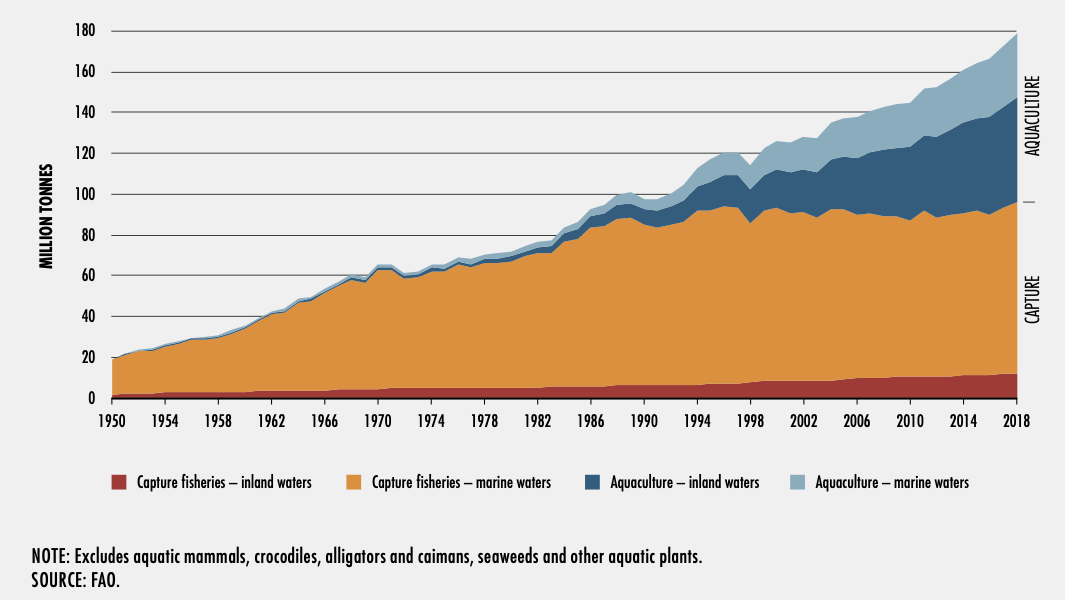 180
160
140
120
100
80
60
40
20
0
MILLION TONNES
AQUACULTURE
CAPTURE
1950 1954 1958 1962 1966 1970 1974 1978 1982 1986 1990 1994 1998 2002 2006 2010 2014 2018
Capture fisheries – inland waters Capture fisheries – marine waters Aquaculture – inland waters Aquaculture – marine waters
NOTE: Excludes aquatic mammals, crocodiles, alligators and caimans, seaweeds and other aquatic plants.
SOURCE: FAO.